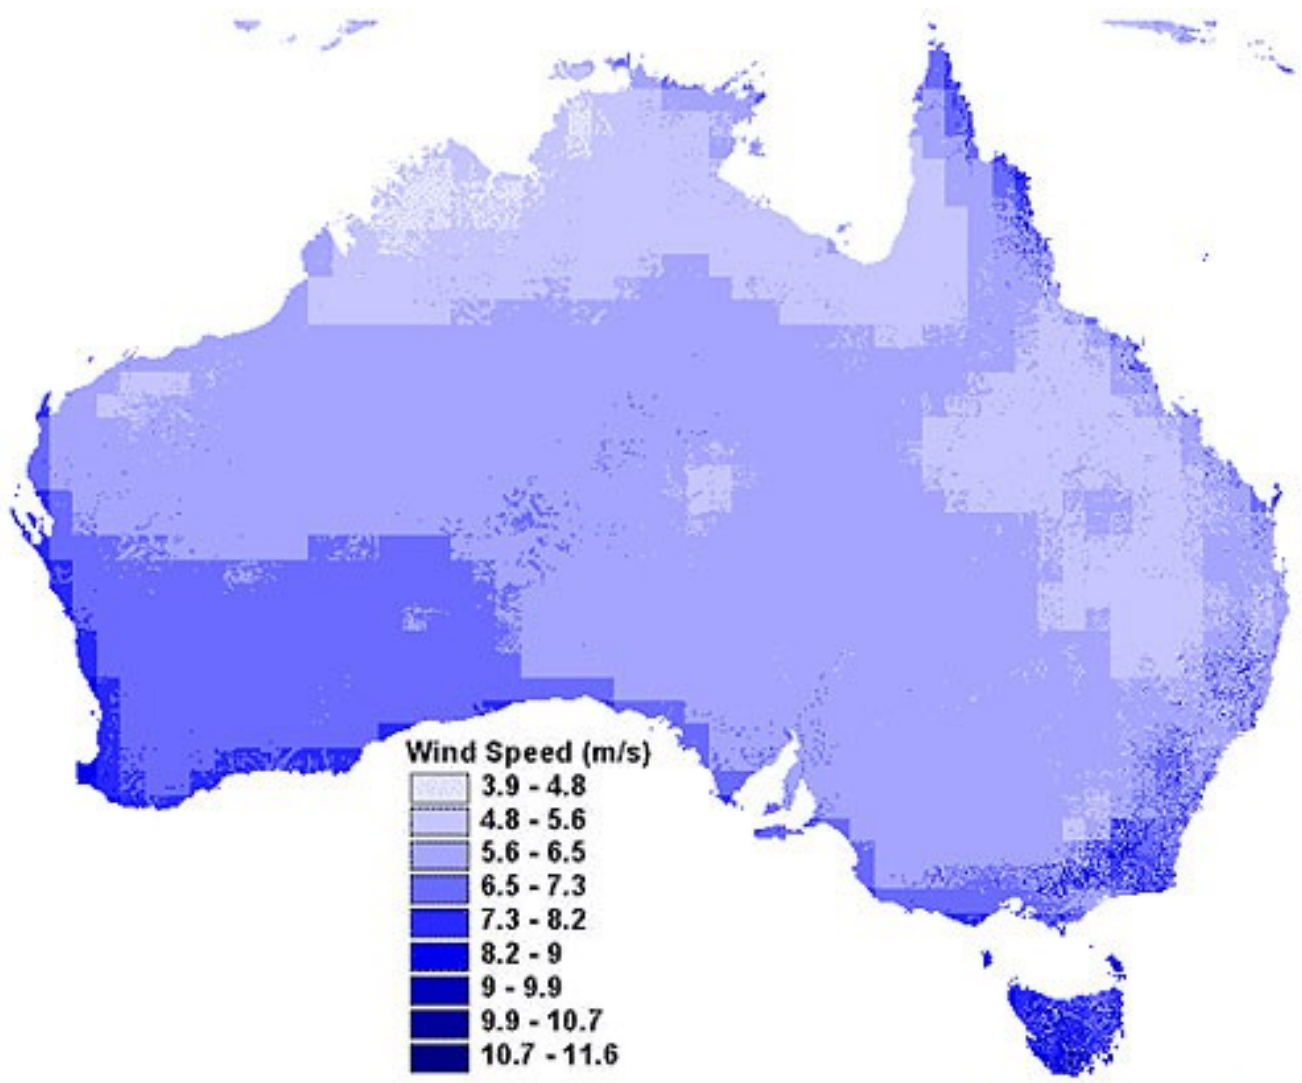 Wind Speed (m/s)
3.9 - 4.8
4.8 - 5.6
5.6 - 6.5
6.5 - 7.3
7.3 - 8.2
8.2 - 9
9 - 9.9
9.9 - 10.7
10.7 - 11.6